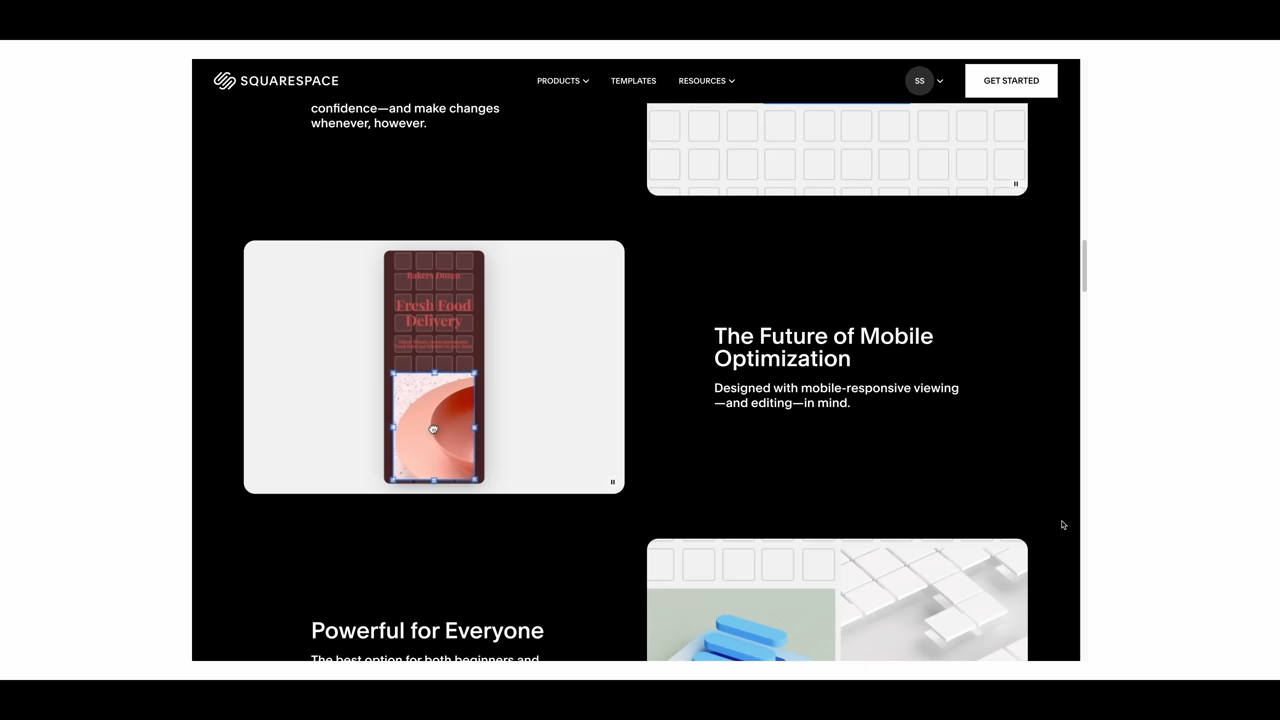 SQUARESPACE
PRODUCTS
TEMPLATES
RESOURCES
SS
GET STARTED
confidence—and make changes
whenever, however.
Bakers Dozen
Fresh Food
Delivery
The Future of Mobile
Optimization
Designed with mobile-responsive viewing
—and editing—in mind.
Powerful for Everyone
The best option for both beginners and